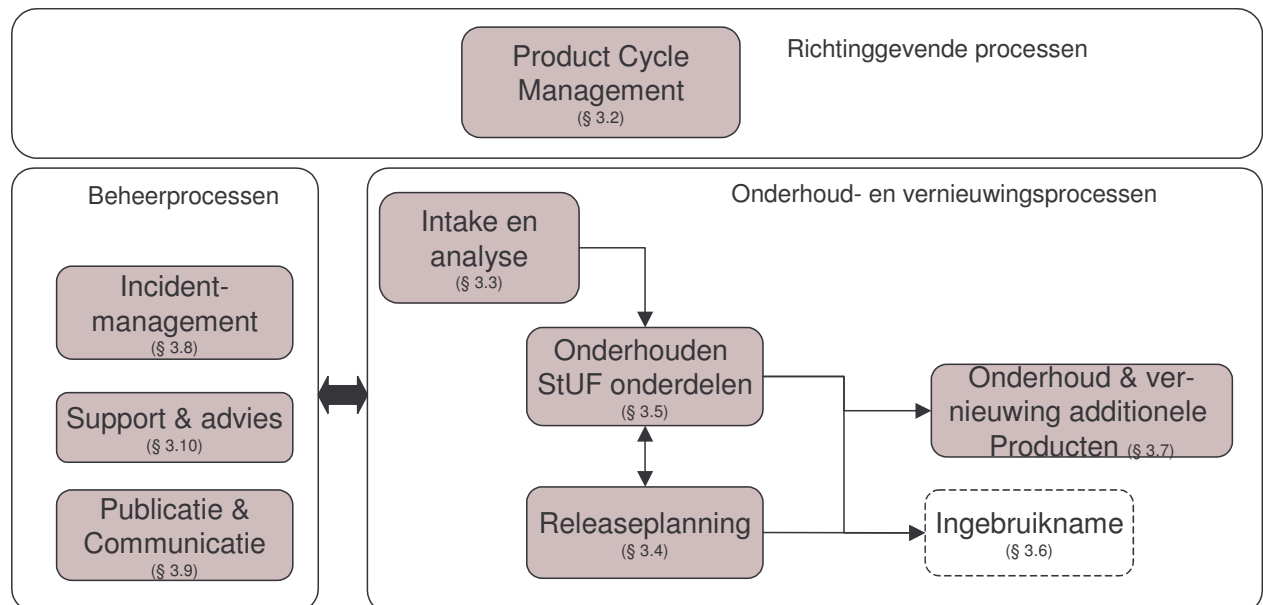 Product Cycle
Management
(§ 3.2)
Richtinggevende processen
Beheerprocessen
Incident-
management
(§ 3.8)
Support & advies
(§ 3.10)
Publicatie &
Communicatie
(§ 3.9)
Onderhoud- en vernieuwingsprocessen
Intake en
analyse
(§ 3.3)
Onderhouden
StUF onderdelen
(§ 3.5)
Releaseplanning
(§ 3.4)
Onderhoud & ver-
nieuwing additionele
Producten (§ 3.7)
Ingebruikname
(§ 3.6)